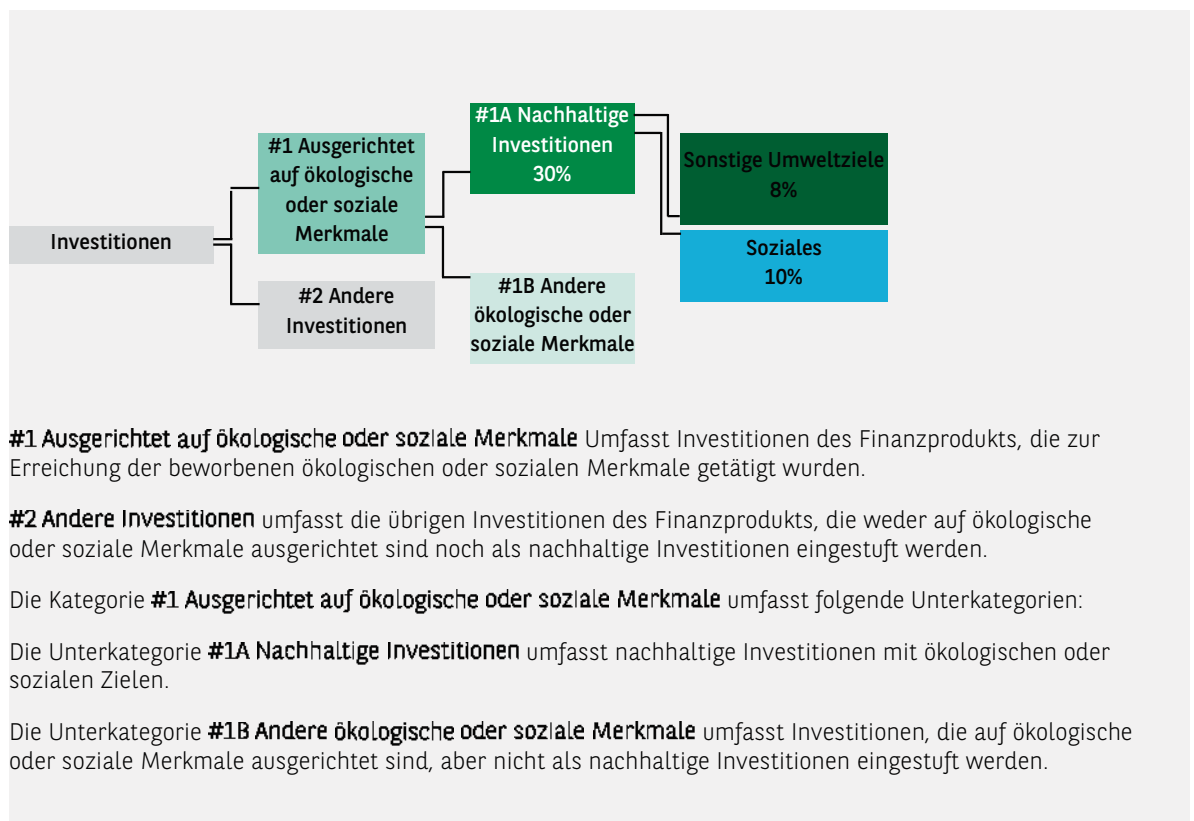 #1A Nachhaltige
Investitionen
30%
#1 Ausgerichtet
auf ökologische
oder soziale
Merkmale
Sonstige Umweltziele
8%
Investitionen
Soziales
10%
#2 Andere
Investitionen
#1B Andere
ökologische oder
soziale Merkmale
#1 Ausgerichtet auf ökologische oder soziale Merkmale Umfasst Investitionen des Finanzprodukts, die zur
Erreichung der beworbenen ökologischen oder sozialen Merkmale getätigt wurden.
#2 Andere Investitionen umfasst die übrigen Investitionen des Finanzprodukts, die weder auf ökologische
oder soziale Merkmale ausgerichtet sind noch als nachhaltige Investitionen eingestuft werden.
Die Kategorie #1 Ausgerichtet auf ökologische oder soziale Merkmale umfasst folgende Unterkategorien:
Die Unterkategorie #1A Nachhaltige Investitionen umfasst nachhaltige Investitionen mit ökologischen oder
sozialen Zielen.
Die Unterkategorie #1B Andere ökologische oder soziale Merkmale umfasst Investitionen, die auf ökologische
oder soziale Merkmale ausgerichtet sind, aber nicht als nachhaltige Investitionen eingestuft werden.